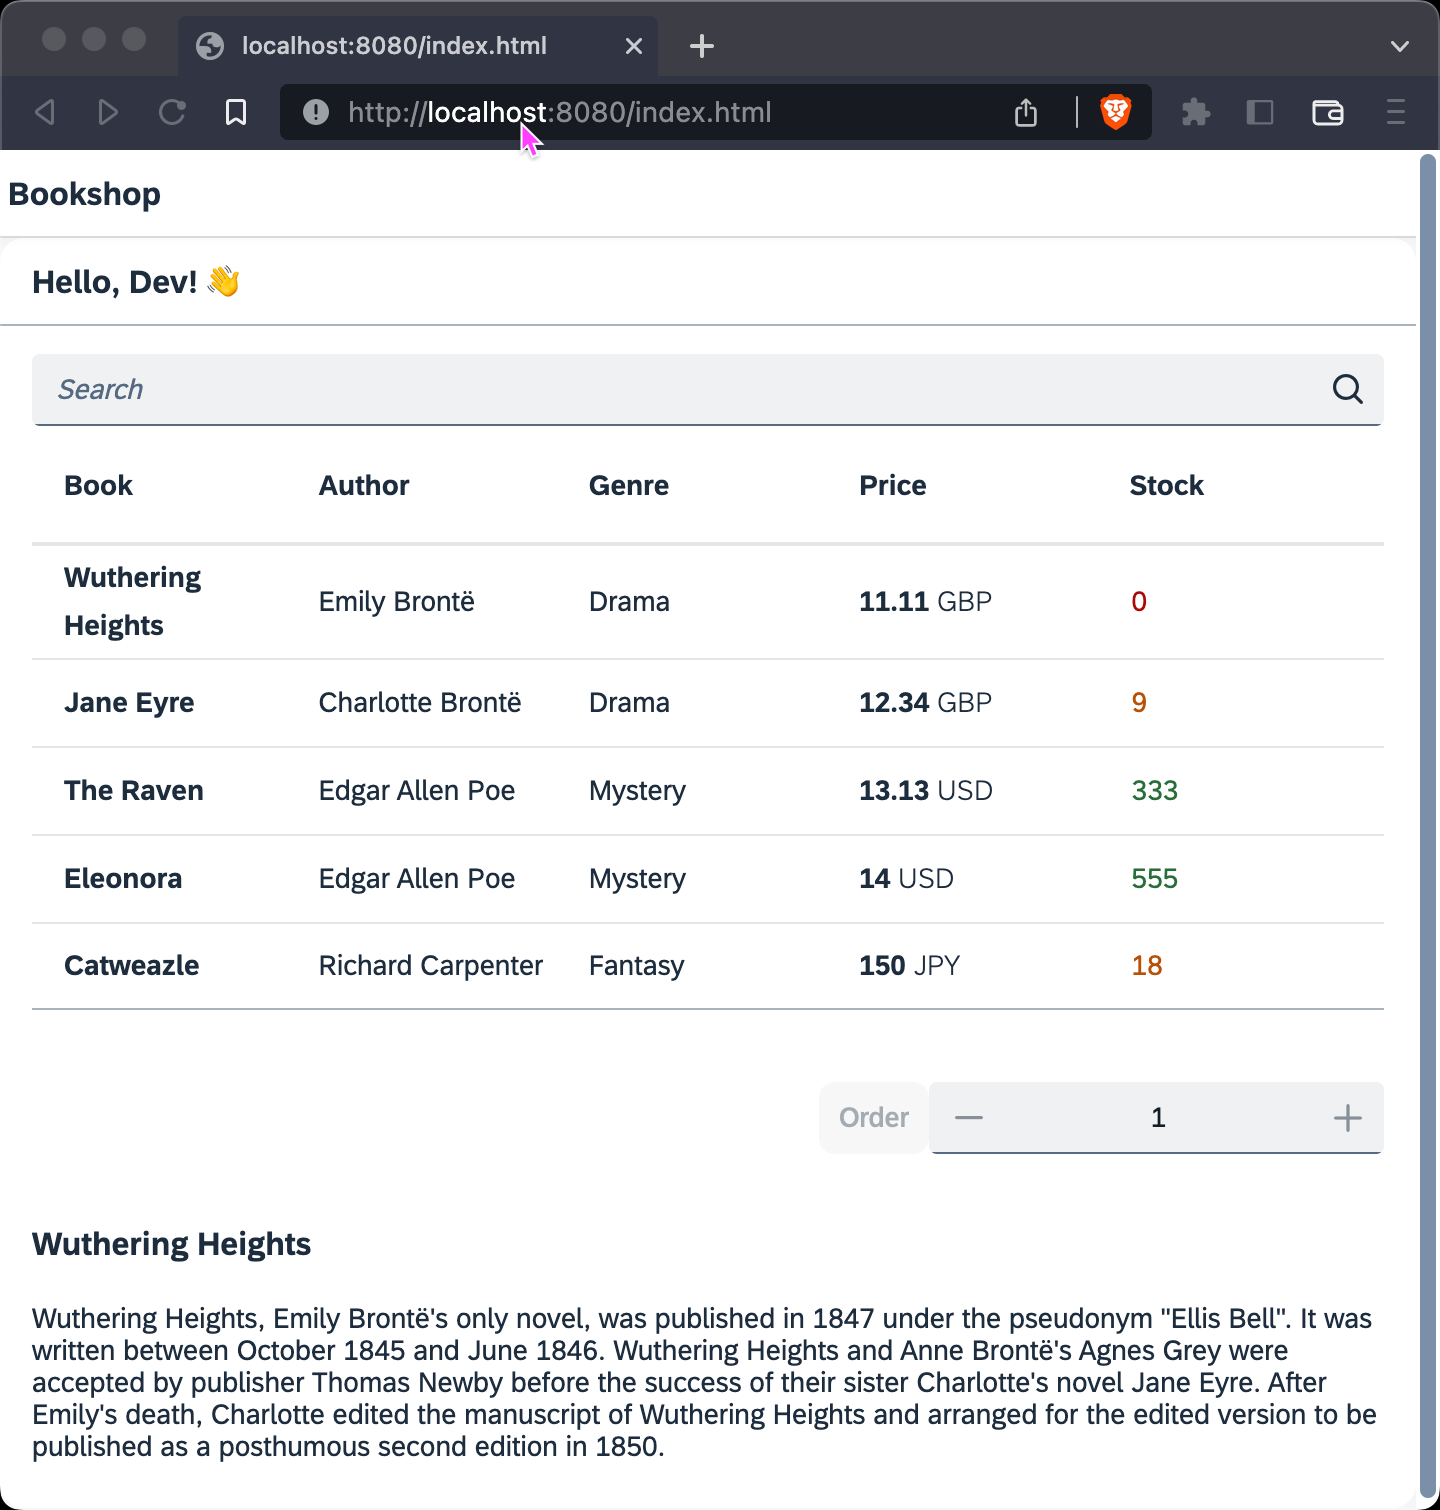 localhost:8080/index.html
http://localhost:8080/index.html
Bookshop
Hello, Dev! 👋
Search
Book Author Genre Price Stock
Wuthering
Heights
Emily Brontë Drama 11.11 GBP 0
Jane Eyre Charlotte Brontë Drama 12.34 GBP 9
The Raven Edgar Allen Poe Mystery 13.13 USD 333
Eleonora Edgar Allen Poe Mystery 14 USD 555
Catweazle Richard Carpenter Fantasy 150 JPY 18
Order 1
Wuthering Heights
Wuthering Heights, Emily Brontë's only novel, was published in 1847 under the pseudonym "Ellis Bell". It was
written between October 1845 and June 1846. Wuthering Heights and Anne Brontë's Agnes Grey were
accepted by publisher Thomas Newby before the success of their sister Charlotte's novel Jane Eyre. After
Emily's death, Charlotte edited the manuscript of Wuthering Heights and arranged for the edited version to be
published as a posthumous second edition in 1850.